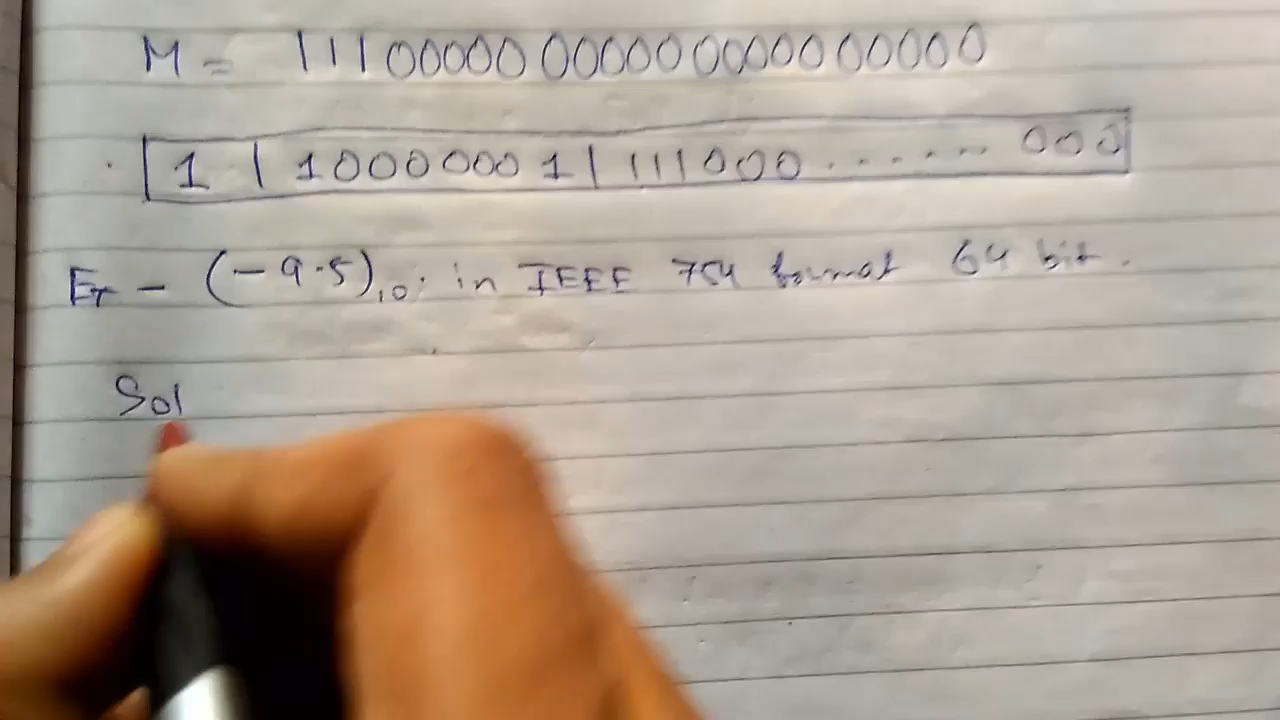 M = 11100000000000000000000
1 | 10000001 | 111000....... 000
Ex - (-9.5)10. in IEEE 754 format 64 bit.
Sol